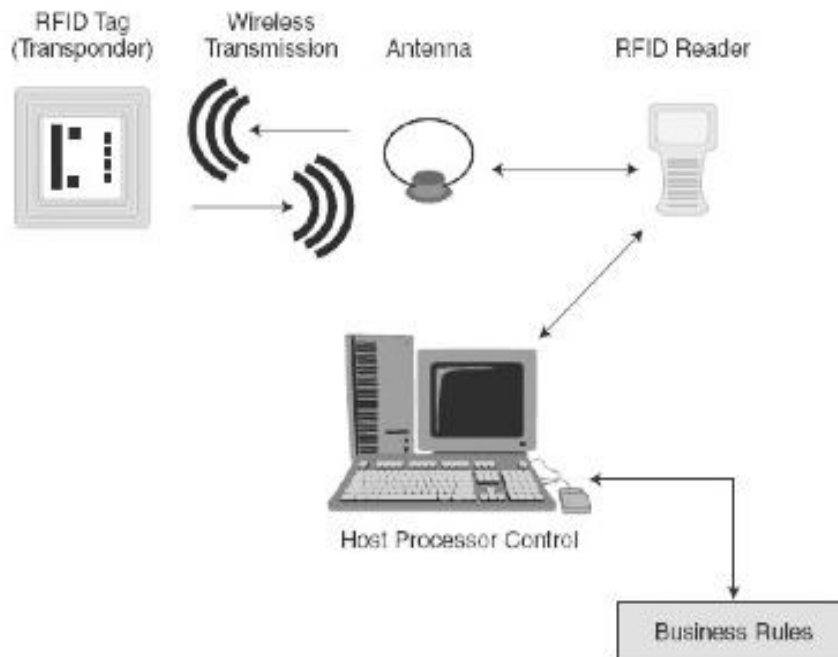 RFID Tag
(Transponder)
Wireless
Transmission
Antenna
RFID Reader
Host Processor Control
Business Rules